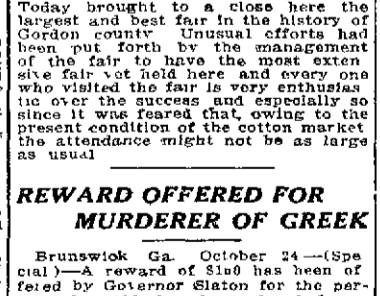 Today brought to a close here the
largest and best fair in the history of
Gordon county Unusual efforts had
been put forth by the management
of the fair to have the most exten
sive fair yet held here and every one
who visited the fair is very enthusias
tic over the success and especially so
since it was feared that, owing to the
present condition of the cotton market
the attendance might not be as large
as usual
REWARD OFFERED FOR
MURDERER OF GREEK
Brunswick Ga. October 24—(Spe
cial)—A reward of $100 has been of
fered by Governor Slaton for the per-